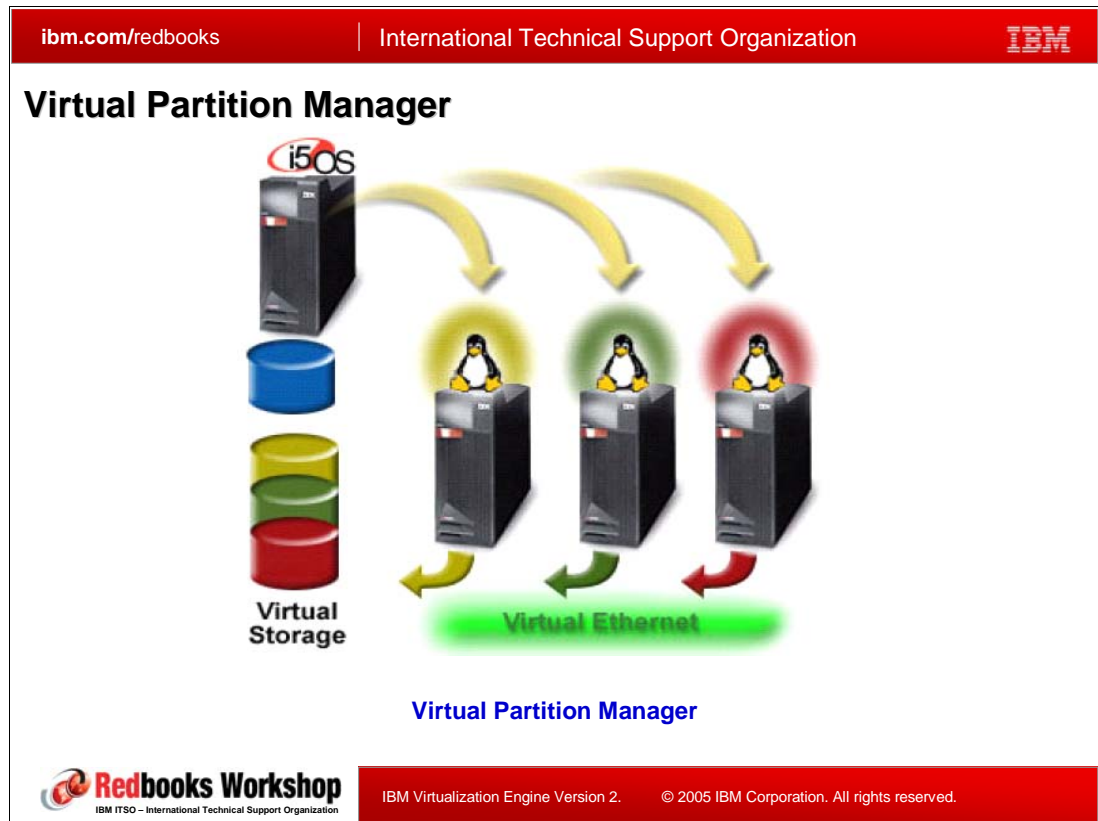 ibm.com/redbooks
International Technical Support Organization
IBM
Virtual Partition Manager
i5OS
Virtual
Storage
Virtual Ethernet
Virtual Partition Manager
Redbooks Workshop
IBM ITSO – International Technical Support Organization
IBM Virtualization Engine Version 2.
© 2005 IBM Corporation. All rights reserved.